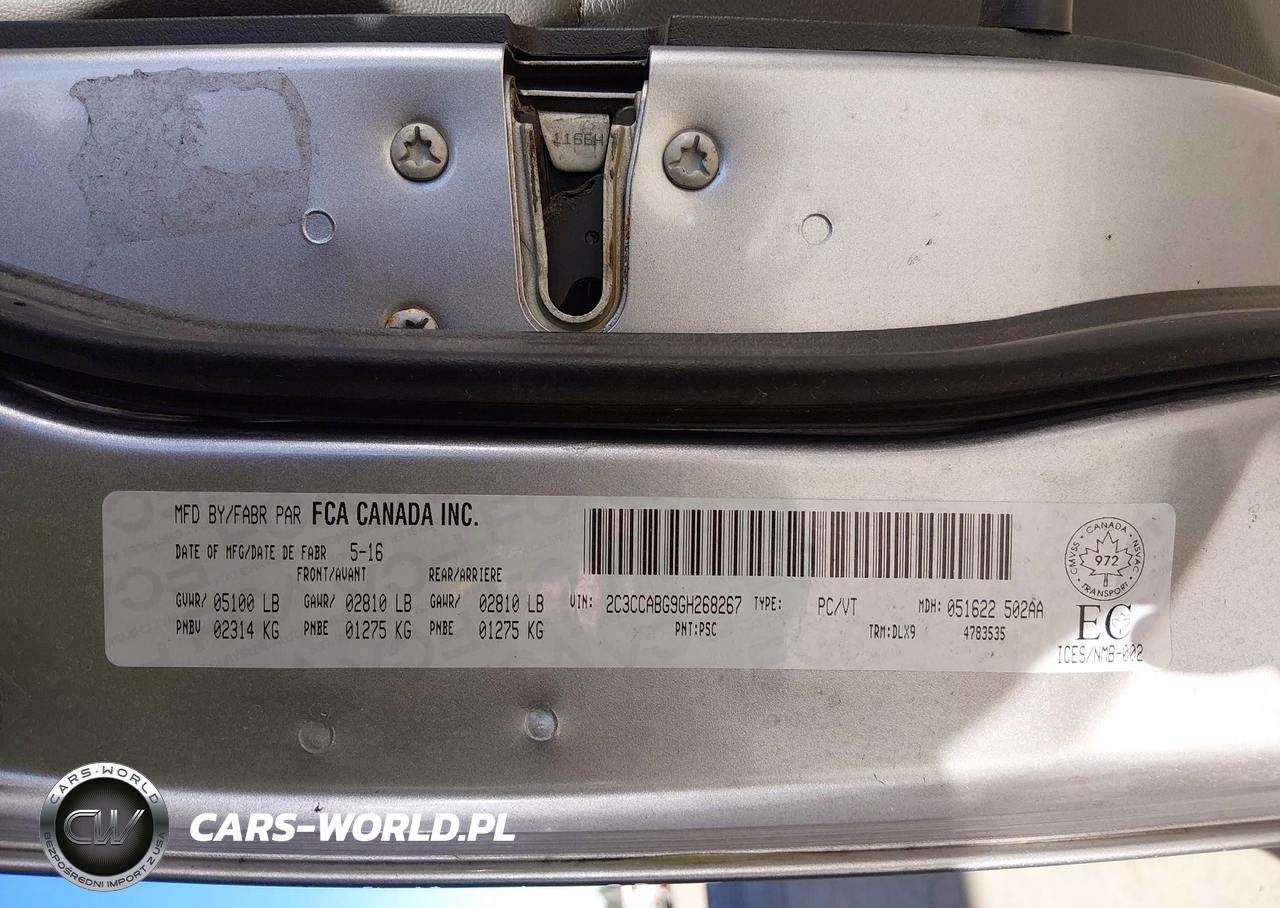 1166H
MFD BY/FABR PAR FCA CANADA INC.
DATE OF MFG/DATE DE FABR 5-16
FRONT/AVANT REAR/ARRIERE
GVWR/ 05100 LB GAWR/ 02810 LB GAWR/ 02810 LB VIN: 2C3CCABG9GH268267 TYPE: PC/VT MDH: 051622 502AA
PNBV 02314 KG PNBE 01275 KG PNBE 01275 KG PNT:PSC TRM:DLX9 4783535
CANADA
CMVSS 972 NSVAC
TRANSPORT
EC
ICES/NMB-002
CARS-WORLD
CW
BEZPOŚREDNI IMPORT Z USA
CARS-WORLD.PL